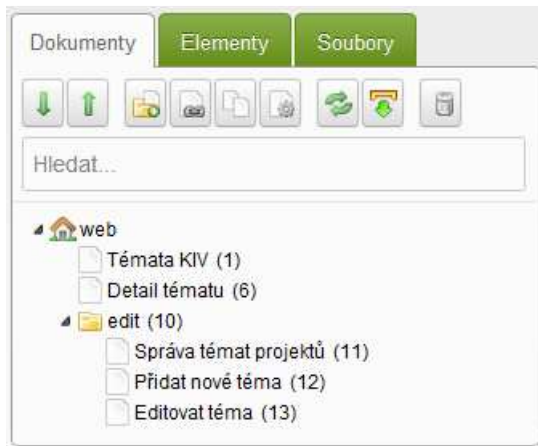 Dokumenty Elementy Soubory
Hledat...
web
Témata KIV (1)
Detail tématu (6)
edit (10)
Správa témat projektů (11)
Přidat nové téma (12)
Editovat téma (13)